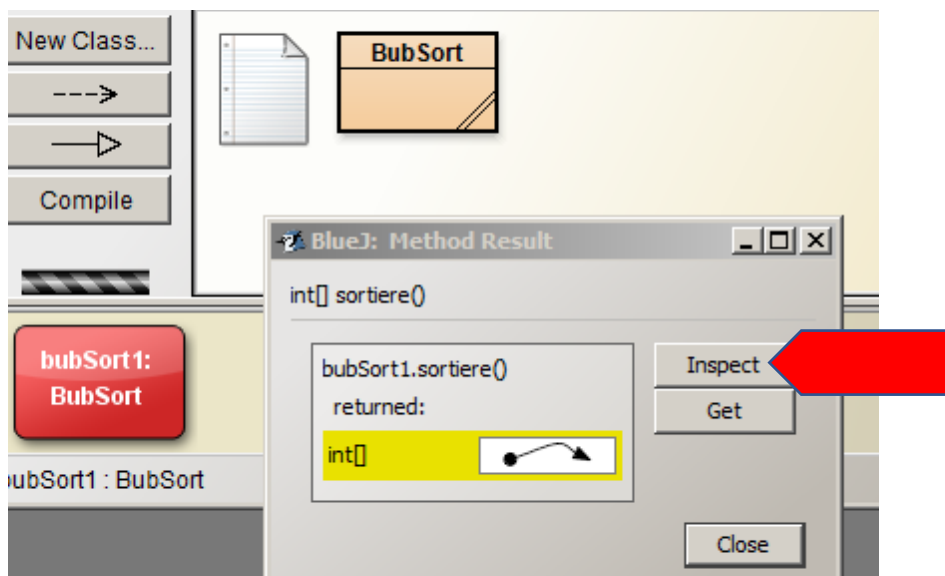 New Class...
Compile
BubSort
BlueJ: Method Result
int[] sortiere()
bubSort1:
BubSort
bubSort1.sortiere()
returned:
int[]
Inspect
Get
Close
ubSort1 : BubSort